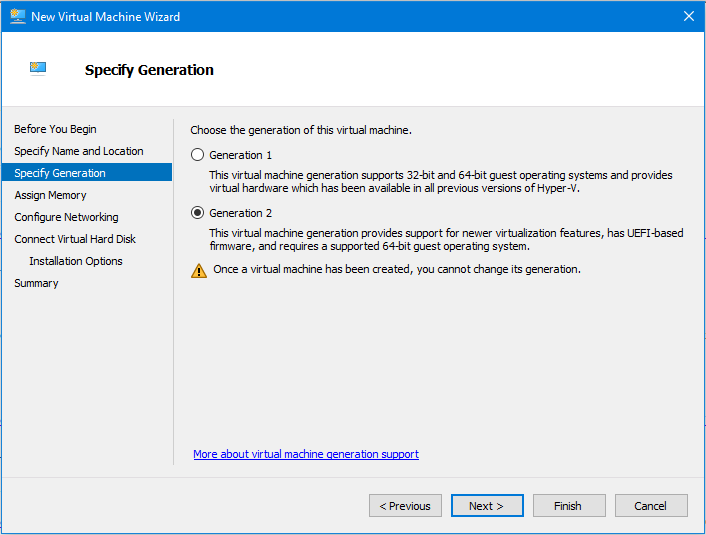 New Virtual Machine Wizard
Specify Generation
Before You Begin
Specify Name and Location
Specify Generation
Assign Memory
Configure Networking
Connect Virtual Hard Disk
Installation Options
Summary
Choose the generation of this virtual machine.
Generation 1
This virtual machine generation supports 32-bit and 64-bit guest operating systems and provides
virtual hardware which has been available in all previous versions of Hyper-V.
Generation 2
This virtual machine generation provides support for newer virtualization features, has UEFI-based
firmware, and requires a supported 64-bit guest operating system.
Once a virtual machine has been created, you cannot change its generation.
More about virtual machine generation support
< Previous
Next >
Finish
Cancel